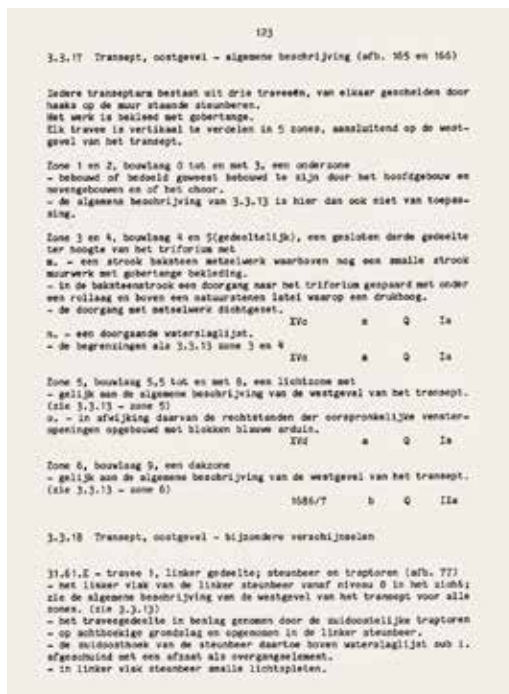 123
3.3.17 Transept, oostgevel - algemene beschrijving (afb. 165 en 166)
Iedere transeptarm bestaat uit drie traveeën, van elkaar gescheiden door
haaks op de muur staande steunberen.
Het werk is bekleed met gobertange.
Elk travee is vertikaal te verdelen in 5 zones, aansluitend op de west-
gevel van het transept.
Zone 1 en 2, bouwlaag 0 tot en met 3, een onderzone
- bebouwd of bedoeld geweest bebouwd te zijn door het hoofdgebouw en
nevengebouwen en of het choor.
- de algemene beschrijving van 3.3.13 is hier dan ook niet van toepas-
sing.
Zone 3 en 4, bouwlaag 4 en 5(gedeeltelijk), een gesloten derde gedeelte
ter hoogte van het triforium met
m. - een strook baksteen metselwerk waarboven nog een smalle strook
muurwerk met gobertange bekleding.
- in de baksteenstrook een doorgang naar het triforium gespaard met onder
een rollaag en boven een natuurstenen latei waarop een drukboog.
- de doorgang met metselwerk dichtgezet.
XVc a Q Ia
n. - een doorgaande waterslaglijst.
- de begrenzingen als 3.3.13 zone 3 en 4
XVc a Q Ia
Zone 5, bouwlaag 5,5 tot en met 8, een lichtzone met
- gelijk aan de algemene beschrijving van de westgevel van het transept.
(zie 3.3.13 - zone 5)
o. - in afwijking daarvan de rechtstanden der oorspronkelijke venster-
openingen opgebouwd met blokken blauwe arduin.
XVd a Q Ia
Zone 6, bouwlaag 9, een dakzone
- gelijk aan de algemene beschrijving van de westgevel van het transept.
(zie 3.3.13 - zone 6)
1686/7 b Q IIa
3.3.18 Transept, oostgevel - bijzondere verschijnselen
31.61.E - travee 1, linker gedeelte; steunbeer en traptoren (afb. 77)
- het linker vlak van de linker steunbeer vanaf niveau 0 in het zicht;
zie de algemene beschrijving van de westgevel van het transept voor alle
zones. (zie 3.3.13)
- het traveegedeelte in beslag genomen door de zuidoostelijke traptoren
- op achthoekige grondslag en opgenomen in de linker steunbeer.
- de zuidoosthoek van de steunbeer daartoe boven waterslaglijst sub i.
afgeschuind met een afzaat als overgangselement.
- in linker vlak steunbeer smalle lichtspleten.